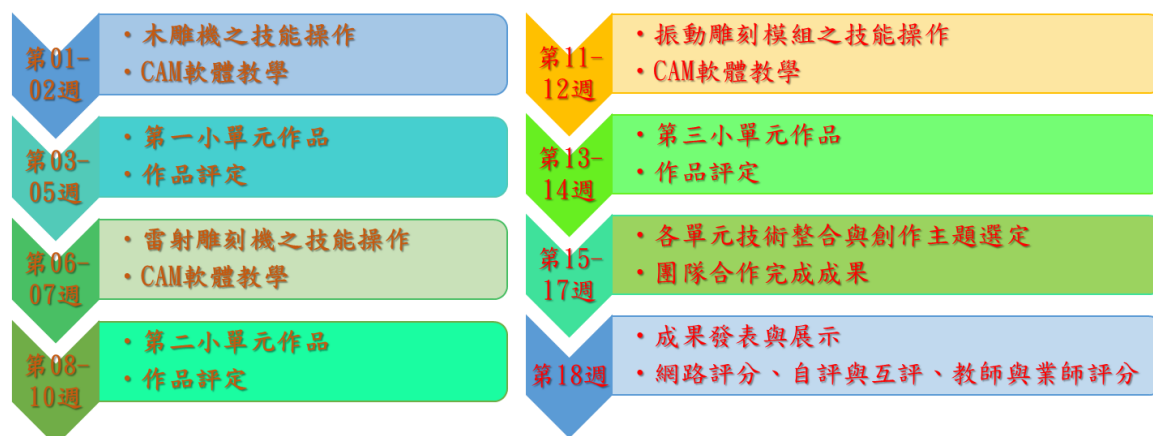 第01-
02週
・木雕機之技能操作
・CAM軟體教學
第03-
05週
・第一小單元作品
・作品評定
第06-
07週
・雷射雕刻機之技能操作
・CAM軟體教學
第08-
10週
・第二小單元作品
・作品評定
第11-
12週
・振動雕刻模組之技能操作
・CAM軟體教學
第13-
14週
・第三小單元作品
・作品評定
第15-
17週
・各單元技術整合與創作主題選定
・團隊合作完成成果
第18週
・成果發表與展示
・網路評分、自評與互評、教師與業師評分